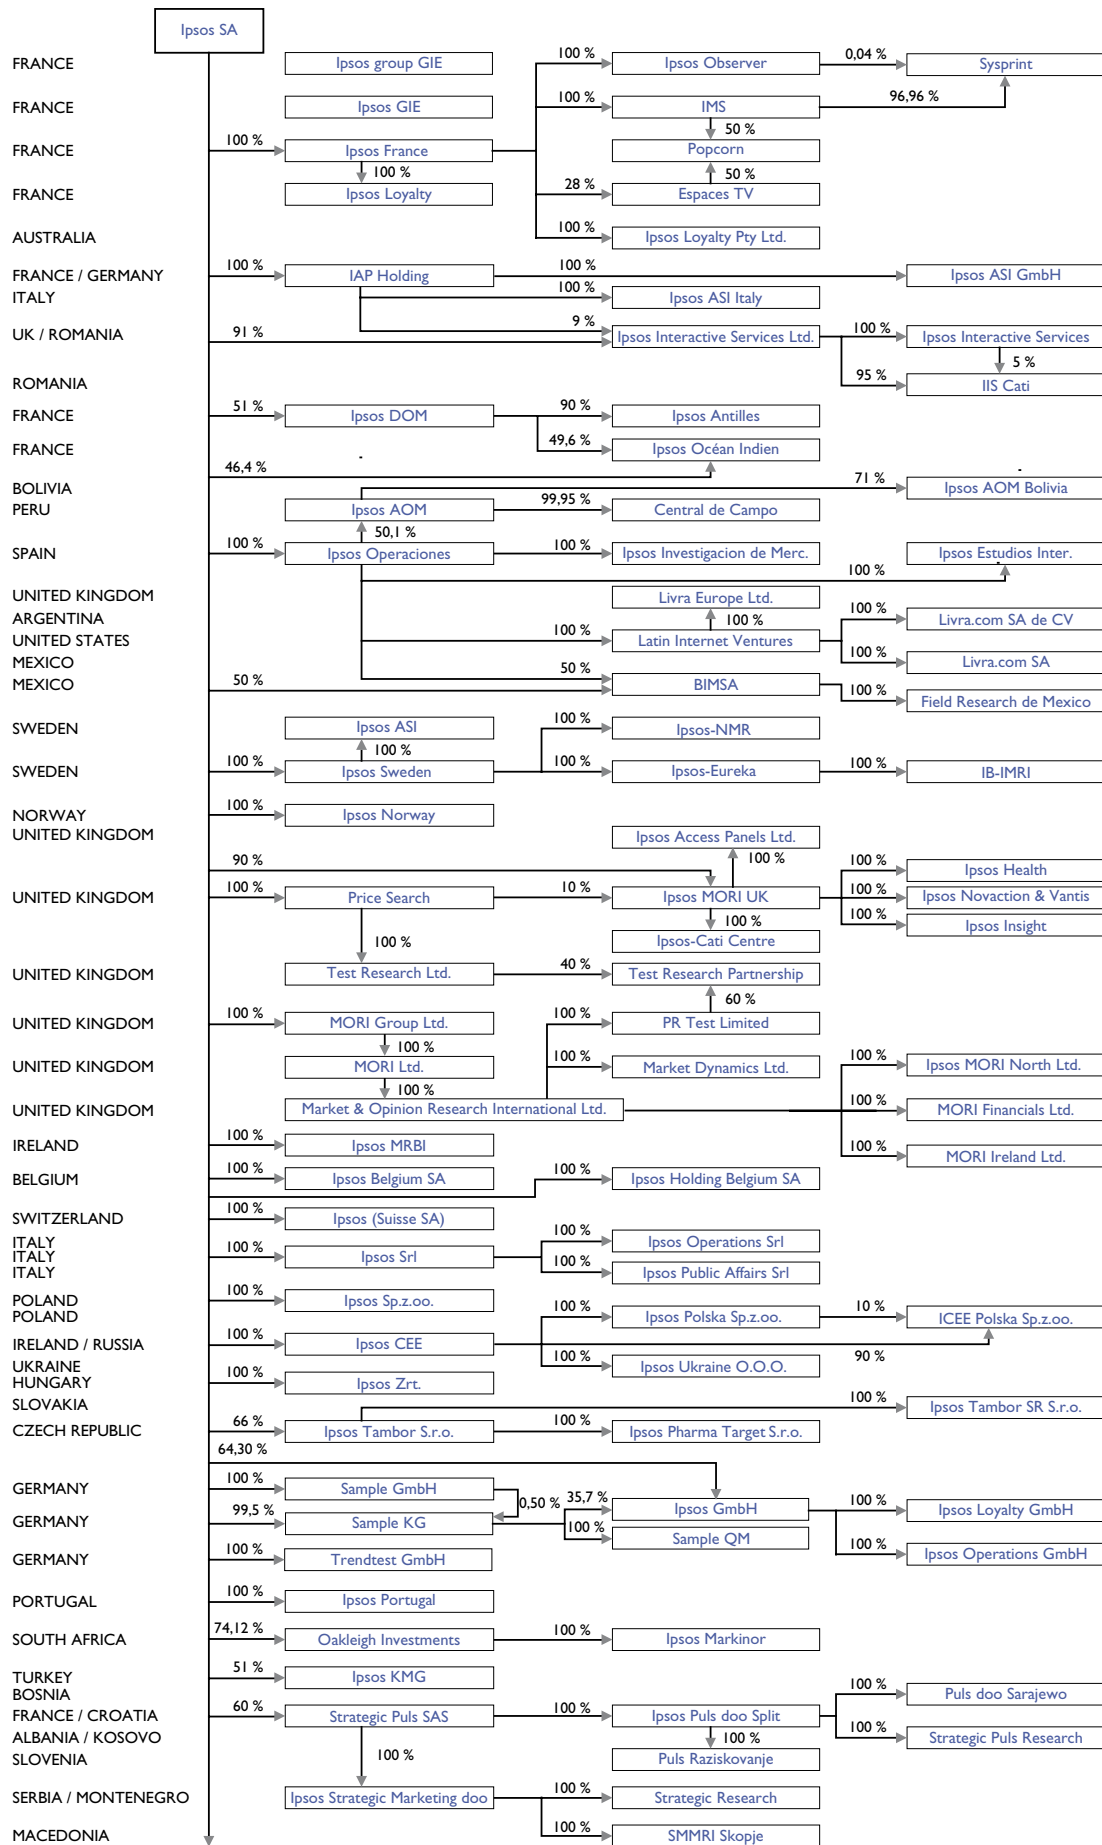 Ipsos SA
FRANCE Ipsos group GIE 100 % Ipsos Observer 0,04 % Sysprint
FRANCE Ipsos GIE 100 % IMS 96,96 %
50 %
FRANCE 100 % Ipsos France Popcorn
100 % 50 %
FRANCE Ipsos Loyalty 28 % Espaces TV
AUSTRALIA 100 % Ipsos Loyalty Pty Ltd.
FRANCE / GERMANY 100 % IAP Holding 100 % Ipsos ASI GmbH
ITALY 100 % Ipsos ASI Italy
9 %
UK / ROMANIA 91 % Ipsos Interactive Services Ltd. 100 % Ipsos Interactive Services
5 %
ROMANIA 95 % IIS Cati
FRANCE 51 % Ipsos DOM 90 % Ipsos Antilles
FRANCE 49,6 % Ipsos Océan Indien
46,4 %
BOLIVIA 71 % Ipsos AOM Bolivia
PERU Ipsos AOM 99,95 % Central de Campo
50,1 %
SPAIN 100 % Ipsos Operaciones 100 % Ipsos Investigacion de Merc. Ipsos Estudios Inter.
100 %
UNITED KINGDOM Livra Europe Ltd.
ARGENTINA 100 % 100 % Livra.com SA de CV
UNITED STATES 100 % Latin Internet Ventures
MEXICO 100 % Livra.com SA
50 %
MEXICO 50 % BIMSA 100 % Field Research de Mexico
SWEDEN Ipsos ASI 100 % Ipsos-NMR
100 %
SWEDEN 100 % Ipsos Sweden 100 % Ipsos-Eureka 100 % IB-IMRI
NORWAY 100 % Ipsos Norway
UNITED KINGDOM Ipsos Access Panels Ltd.
90 % 100 % 100 % Ipsos Health
UNITED KINGDOM 100 % Price Search 10 % Ipsos MORI UK 100 % Ipsos Novaction & Vantis
100 % 100 % Ipsos Insight
100 % Ipsos-Cati Centre
UNITED KINGDOM Test Research Ltd. 40 % Test Research Partnership
60 %
UNITED KINGDOM 100 % MORI Group Ltd. 100 % PR Test Limited
100 %
UNITED KINGDOM MORI Ltd. 100 % Market Dynamics Ltd. 100 % Ipsos MORI North Ltd.
100 %
UNITED KINGDOM Market & Opinion Research International Ltd. 100 % MORI Financials Ltd.
IRELAND 100 % Ipsos MRBI 100 % MORI Ireland Ltd.
BELGIUM 100 % Ipsos Belgium SA 100 % Ipsos Holding Belgium SA
SWITZERLAND 100 % Ipsos (Suisse SA)
ITALY 100 % Ipsos Operations Srl
ITALY 100 % Ipsos Srl
ITALY 100 % Ipsos Public Affairs Srl
POLAND 100 % Ipsos Sp.z.oo.
POLAND 100 % Ipsos Polska Sp.z.oo. 10 % ICEE Polska Sp.z.oo.
IRELAND / RUSSIA 100 % Ipsos CEE 90 %
UKRAINE 100 % Ipsos Ukraine O.O.O.
HUNGARY 100 % Ipsos Zrt.
SLOVAKIA 100 % Ipsos Tambor SR S.r.o.
CZECH REPUBLIC 66 % Ipsos Tambor S.r.o. 100 % Ipsos Pharma Target S.r.o.
64,30 %
GERMANY 100 % Sample GmbH
0,50 % 35,7 % Ipsos GmbH 100 % Ipsos Loyalty GmbH
GERMANY 99,5 % Sample KG 100 % Sample QM
GERMANY 100 % Trendtest GmbH 100 % Ipsos Operations GmbH
PORTUGAL 100 % Ipsos Portugal
SOUTH AFRICA 74,12 % Oakleigh Investments 100 % Ipsos Markinor
TURKEY 51 % Ipsos KMG
BOSNIA 100 % Puls doo Sarajewo
FRANCE / CROATIA 60 % Strategic Puls SAS 100 % Ipsos Puls doo Split
ALBANIA / KOSOVO 100 % 100 % Strategic Puls Research
SLOVENIA 100 % Puls Raziskovanje
SERBIA / MONTENEGRO Ipsos Strategic Marketing doo 100 % Strategic Research
MACEDONIA 100 % SMMRI Skopje